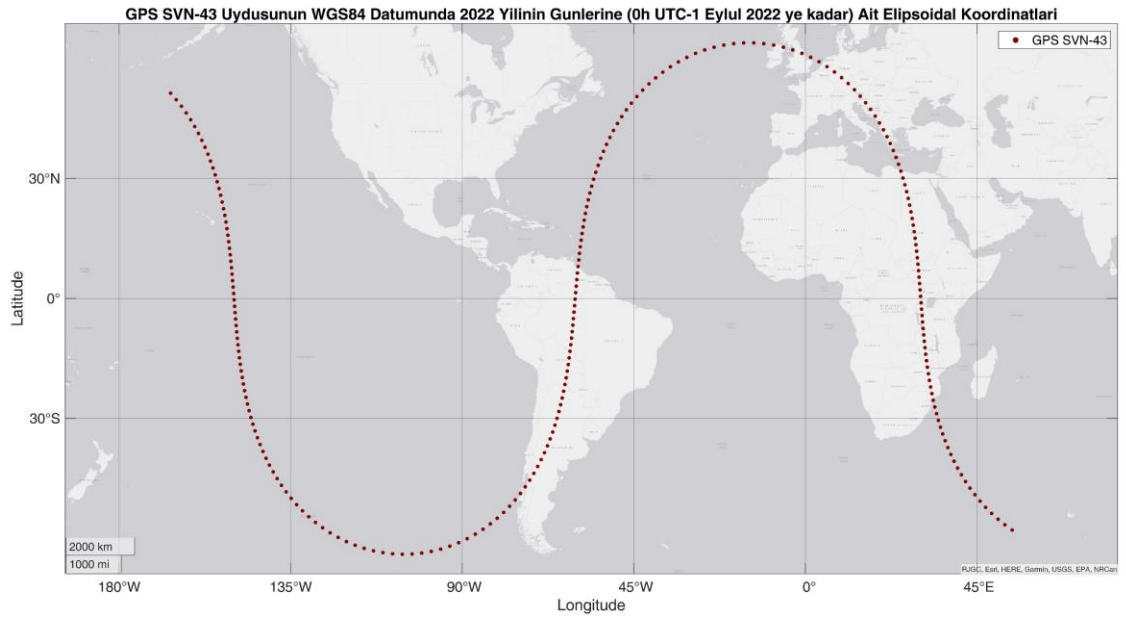 GPS SVN-43 Uydusunun WGS84 Datumunda 2022 Yilinin Gunlerine (0h UTC-1 Eylul 2022 ye kadar) Ait Elipsoidal Koordinatlari
GPS SVN-43
30°N
0°
30°S
Latitude
2000 km
1000 mi
RJGC, Esri, HERE, Garmin, USGS, EPA, NRCan
180°W
135°W
90°W
45°W
0°
45°E
Longitude